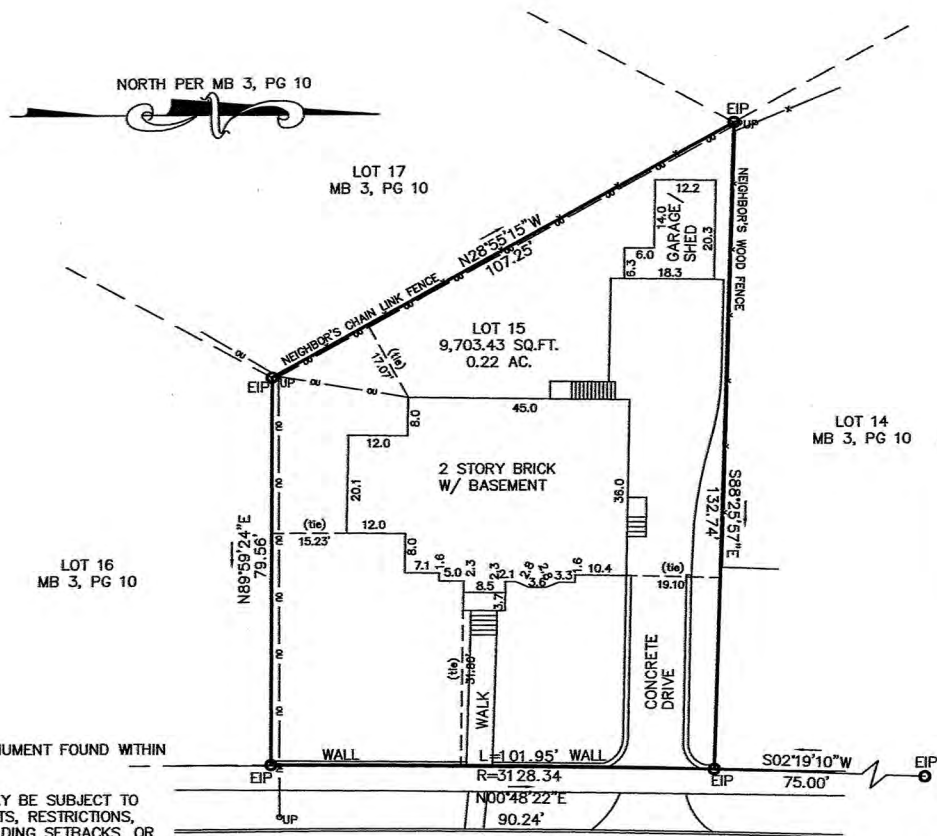 NORTH PER MB 3, PG 10
EIP
UP
LOT 17
MB 3, PG 10
N28°55'15"W
107.25'
NEIGHBOR'S CHAIN LINK FENCE
NEIGHBOR'S WOOD FENCE
12.2
14.0
GARAGE/
SHED
20.3
6.0
6.3
18.3
LOT 15
9,703.43 SQ.FT.
0.22 AC.
(tie)
17.07'
EIP
UP
OU
OU
8.0
45.0
12.0
LOT 14
MB 3, PG 10
2 STORY BRICK
W/ BASEMENT
20.1
36.0
S88°25'57"E
132.74'
(tie)
15.23'
12.0
8.0
LOT 16
MB 3, PG 10
N89°59'24"E
79.56'
7.1
1.6
5.0
2.3
8.5
2.3
2.1
2.8
3.6
2.8
3.3
1.6
10.4
3.7
(tie)
19.10'
(tie)
WALK
CONCRETE
DRIVE
NUMENT FOUND WITHIN
WALL
L=101.95'
WALL
S02°19'10"W
75.00'
EIP
R=3128.34
EIP
EIP
N00°48'22"E
90.24'
Y BE SUBJECT TO
TS, RESTRICTIONS,
DING SETBACKS, OR
UP